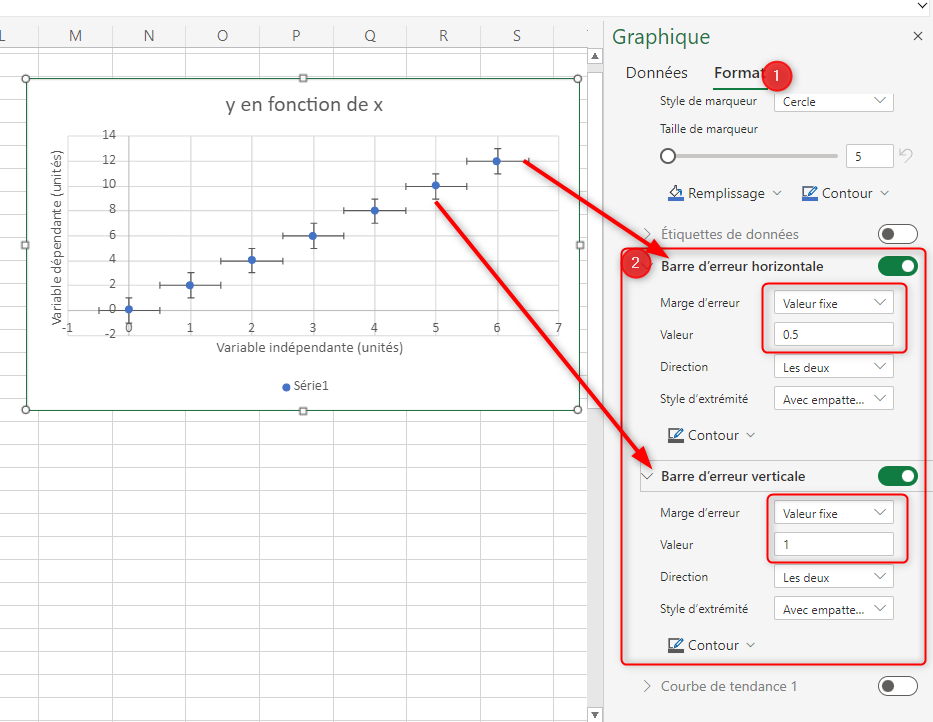 L M N O P Q R S
y en fonction de x
Variable dépendante (unités)
14
12
10
8
6
4
2
0
-2
-1 0 1 2 3 4 5 6 7
Variable indépendante (unités)
Série1
Graphique
Données Format 1
Style de marqueur Cercle
Taille de marqueur
5
Remplissage Contour
Étiquettes de données
2 Barre d'erreur horizontale
Marge d'erreur Valeur fixe
Valeur 0.5
Direction Les deux
Style d'extrémité Avec empatte...
Contour
Barre d'erreur verticale
Marge d'erreur Valeur fixe
Valeur 1
Direction Les deux
Style d'extrémité Avec empatte...
Contour
Courbe de tendance 1